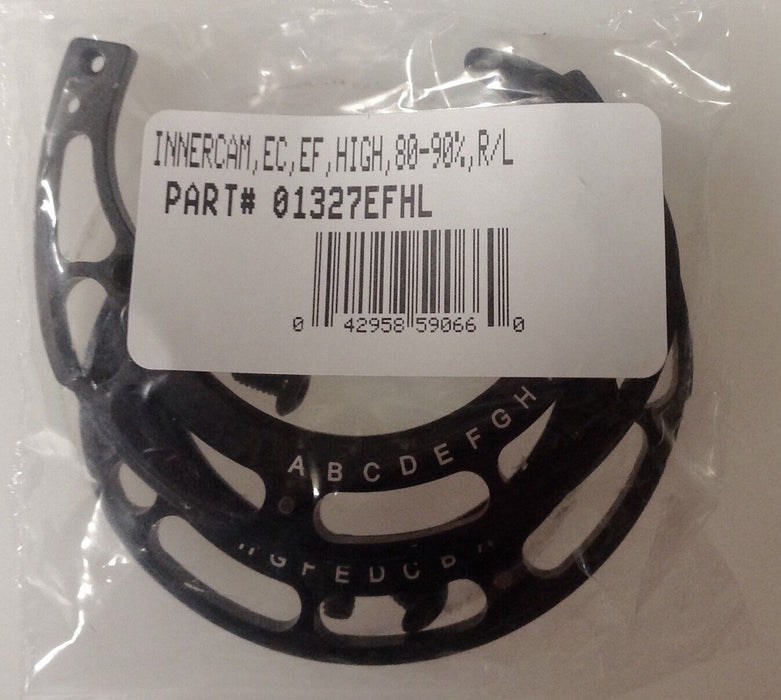 INNERCAM,EC,EF,HIGH,80-90%,R/L
PART# 01327EFHL
0 42958 59066 0
A B C D E F G H
G F E D C B